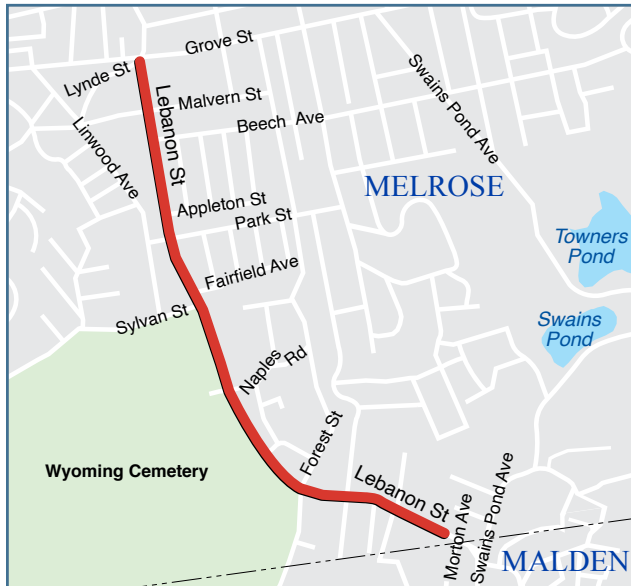 Grove St
Lynde St
Lebanon St
Malvern St
Swains Pond Ave
Beech Ave
Linwood Ave
MELROSE
Appleton St
Park St
Towners
Pond
Fairfield Ave
Sylvan St
Swains
Pond
Naples Rd
Forest St
Wyoming Cemetery
Lebanon St
Morton Ave
Swains Pond Ave
MALDEN